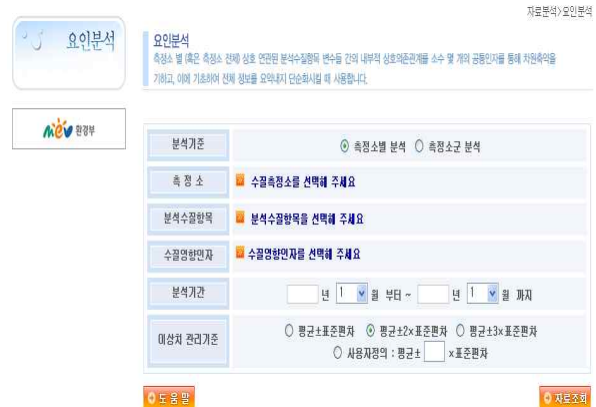 자료분석>요인분석
요인분석
요인분석
측정소 별 (혹은 측정소 전체) 상호 연관된 분석수질항목 변수들 간의 내부적 상호의존관계를 소수 몇 개의 공통인자를 통해 차원축약을
기하고, 이에 기초하여 전체 정보를 요약내지 단순화시킬 때 사용합니다.
mev 환경부
분석기준 측정소별 분석 측정소군 분석
측 정 소 수질측정소를 선택해 주세요
분석수질항목 분석수질항목을 선택해 주세요
수질영향인자 수질영향인자를 선택해 주세요
분석기간 년 1 월 부터 ~ 년 1 월 까지
이상치 관리기준 평균±표준편차 평균±2×표준편차 평균±3×표준편차
사용자정의 : 평균± ×표준편차
도 움 말 자료조회